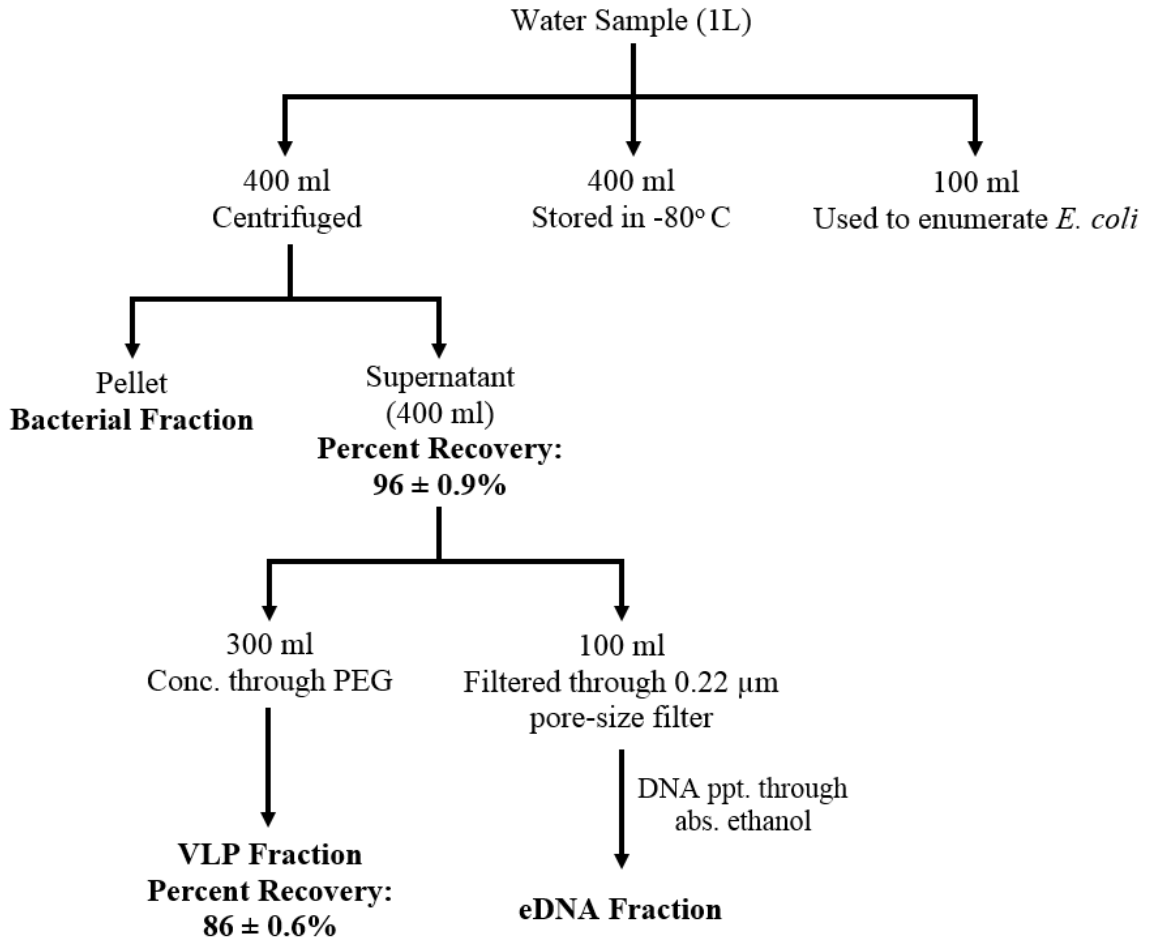 Water Sample (1L)
400 ml
Centrifuged
400 ml
Stored in -80° C
100 ml
Used to enumerate E. coli
Pellet
Bacterial Fraction
Supernatant
(400 ml)
Percent Recovery:
96 ± 0.9%
300 ml
Conc. through PEG
100 ml
Filtered through 0.22 µm
pore-size filter
DNA ppt. through
abs. ethanol
VLP Fraction
Percent Recovery:
86 ± 0.6%
eDNA Fraction